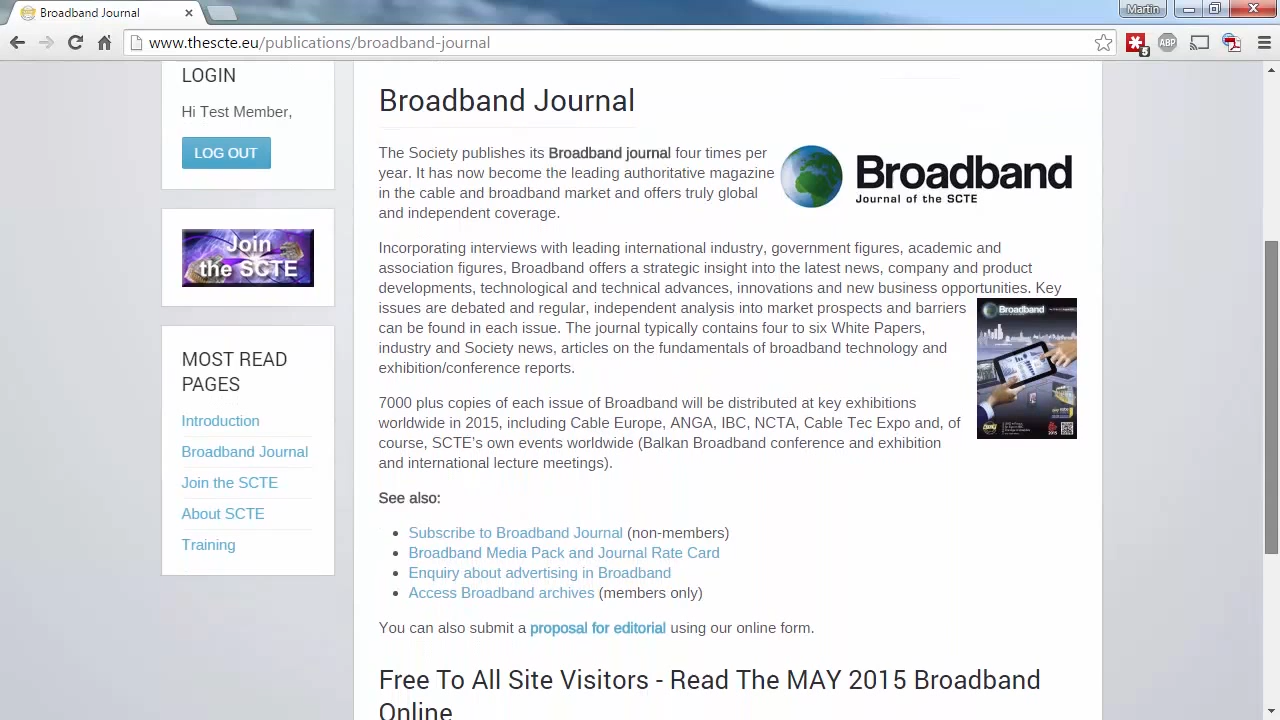 Broadband Journal
Martin
www.thescte.eu/publications/broadband-journal
5
ABP
LOGIN
Hi Test Member,
LOG OUT
Join
the SCTE
MOST READ
PAGES
Introduction
Broadband Journal
Join the SCTE
About SCTE
Training
Broadband Journal
The Society publishes its Broadband journal four times per
year. It has now become the leading authoritative magazine
in the cable and broadband market and offers truly global
and independent coverage.
Broadband
Journal of the SCTE
Incorporating interviews with leading international industry, government figures, academic and
association figures, Broadband offers a strategic insight into the latest news, company and product
developments, technological and technical advances, innovations and new business opportunities. Key
issues are debated and regular, independent analysis into market prospects and barriers
can be found in each issue. The journal typically contains four to six White Papers,
industry and Society news, articles on the fundamentals of broadband technology and
exhibition/conference reports.
Broadband
7000 plus copies of each issue of Broadband will be distributed at key exhibitions
worldwide in 2015, including Cable Europe, ANGA, IBC, NCTA, Cable Tec Expo and, of
course, SCTE's own events worldwide (Balkan Broadband conference and exhibition
and international lecture meetings).
See also:
Subscribe to Broadband Journal (non-members)
Broadband Media Pack and Journal Rate Card
Enquiry about advertising in Broadband
Access Broadband archives (members only)
You can also submit a proposal for editorial using our online form.
Free To All Site Visitors - Read The MAY 2015 Broadband
Online